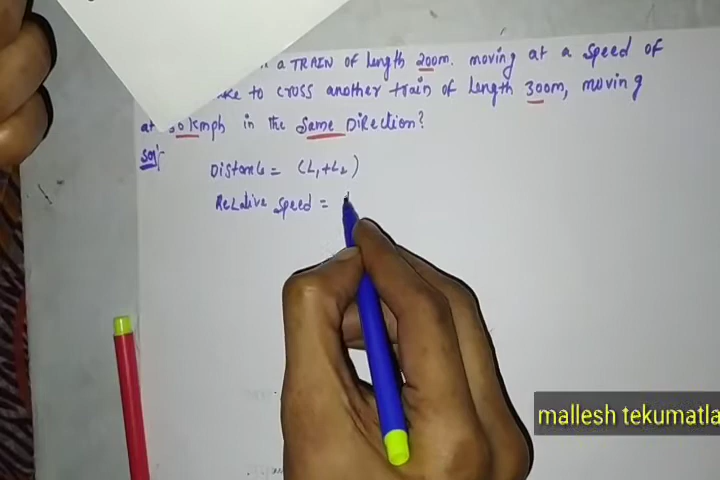 a TRAIN of Length 200m. moving at a Speed of
to cross another train of Length 300m, moving
at kmph in the Same Direction?
Sol:-
Distance = (L1+L2)
Relative Speed =
mallesh tekumatla